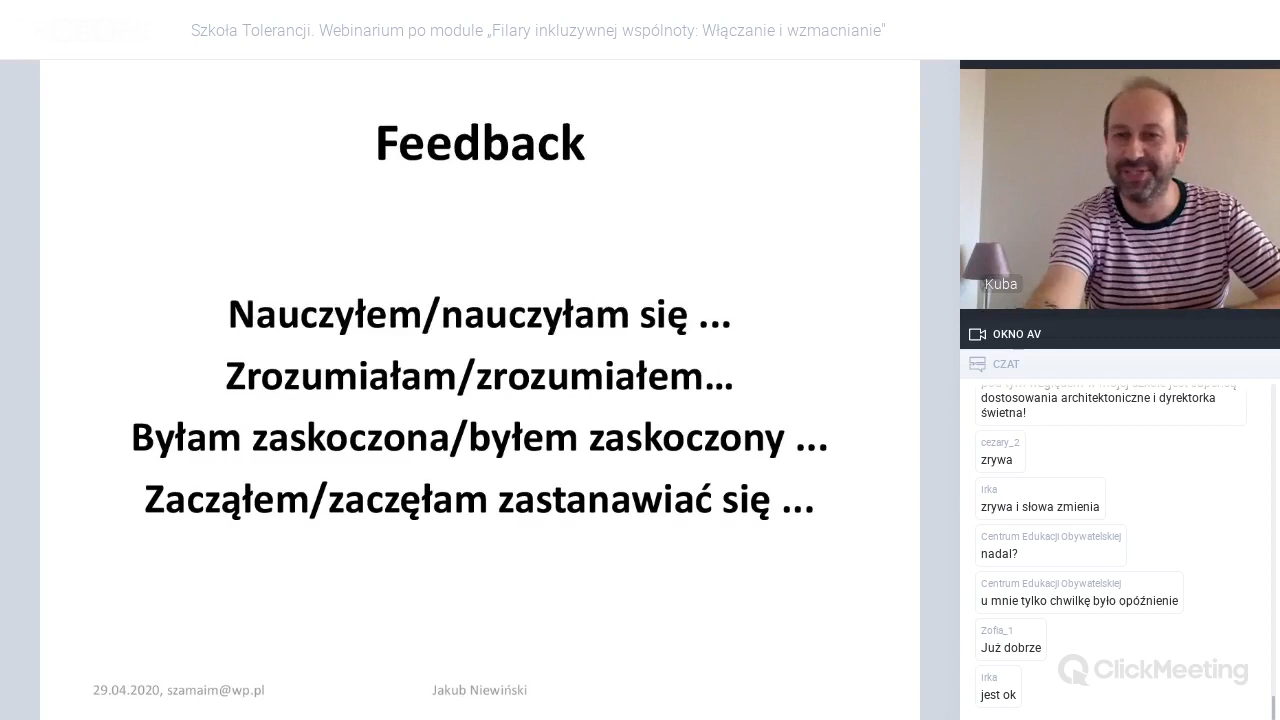 Szkoła Tolerancji. Webinarium po module „Filary inkluzywnej wspólnoty: Włączanie i wzmacnianie"
Feedback
Nauczyłem/nauczyłam się ...
Zrozumiałam/zrozumiałem...
Byłam zaskoczona/byłem zaskoczony ...
Zacząłem/zaczęłam zastanawiać się ...
29.04.2020, szamaim@wp.pl
Jakub Niewiński
Kuba
OKNO AV
CZAT
dostosowania architektoniczne i dyrektorka
świetna!
cezary_2
zrywa
Irka
zrywa i słowa zmienia
Centrum Edukacji Obywatelskiej
nadal?
Centrum Edukacji Obywatelskiej
u mnie tylko chwilkę było opóźnienie
Zofia_1
Już dobrze
Irka
jest ok
ClickMeeting